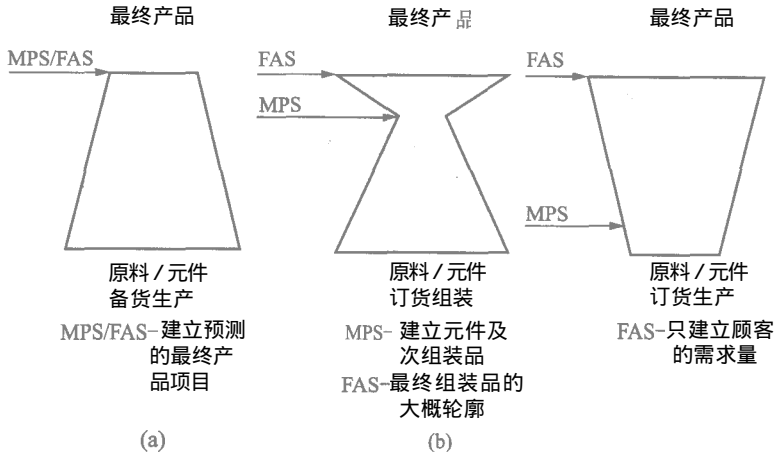 最终产品
MPS/FAS
原料/元件
备货生产
MPS/FAS-建立预测
的最终产
品项目
(a)
最终产品
FAS
MPS
原料/元件
订货组装
MPS- 建立元件及
次组装品
FAS-最终组装品的
大概轮廓
(b)
最终产品
FAS
MPS
原料/元件
订货生产
FAS-只建立顾客
的需求量